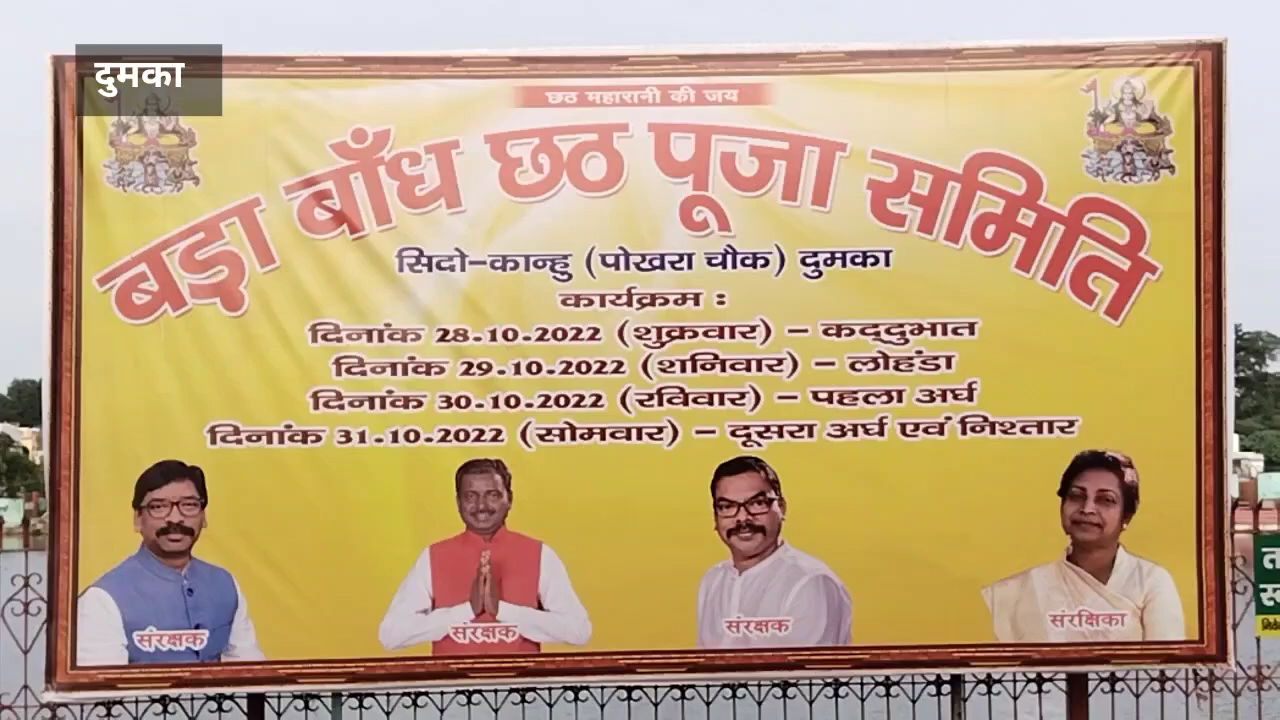 दुमका
छठ महारानी की जय
बड़ा बाँध छठ पूजा समिति
सिदो-कान्हु (पोखरा चौक) दुमका
कार्यक्रम :
दिनांक 28.10.2022 (शुक्रवार) - कद्दुभात
दिनांक 29.10.2022 (शनिवार) - लोहंडा
दिनांक 30.10.2022 (रविवार) - पहला अर्घ
दिनांक 31.10.2022 (सोमवार) - दूसरा अर्घ एवं निश्तार
संरक्षक संरक्षक संरक्षक संरक्षिका